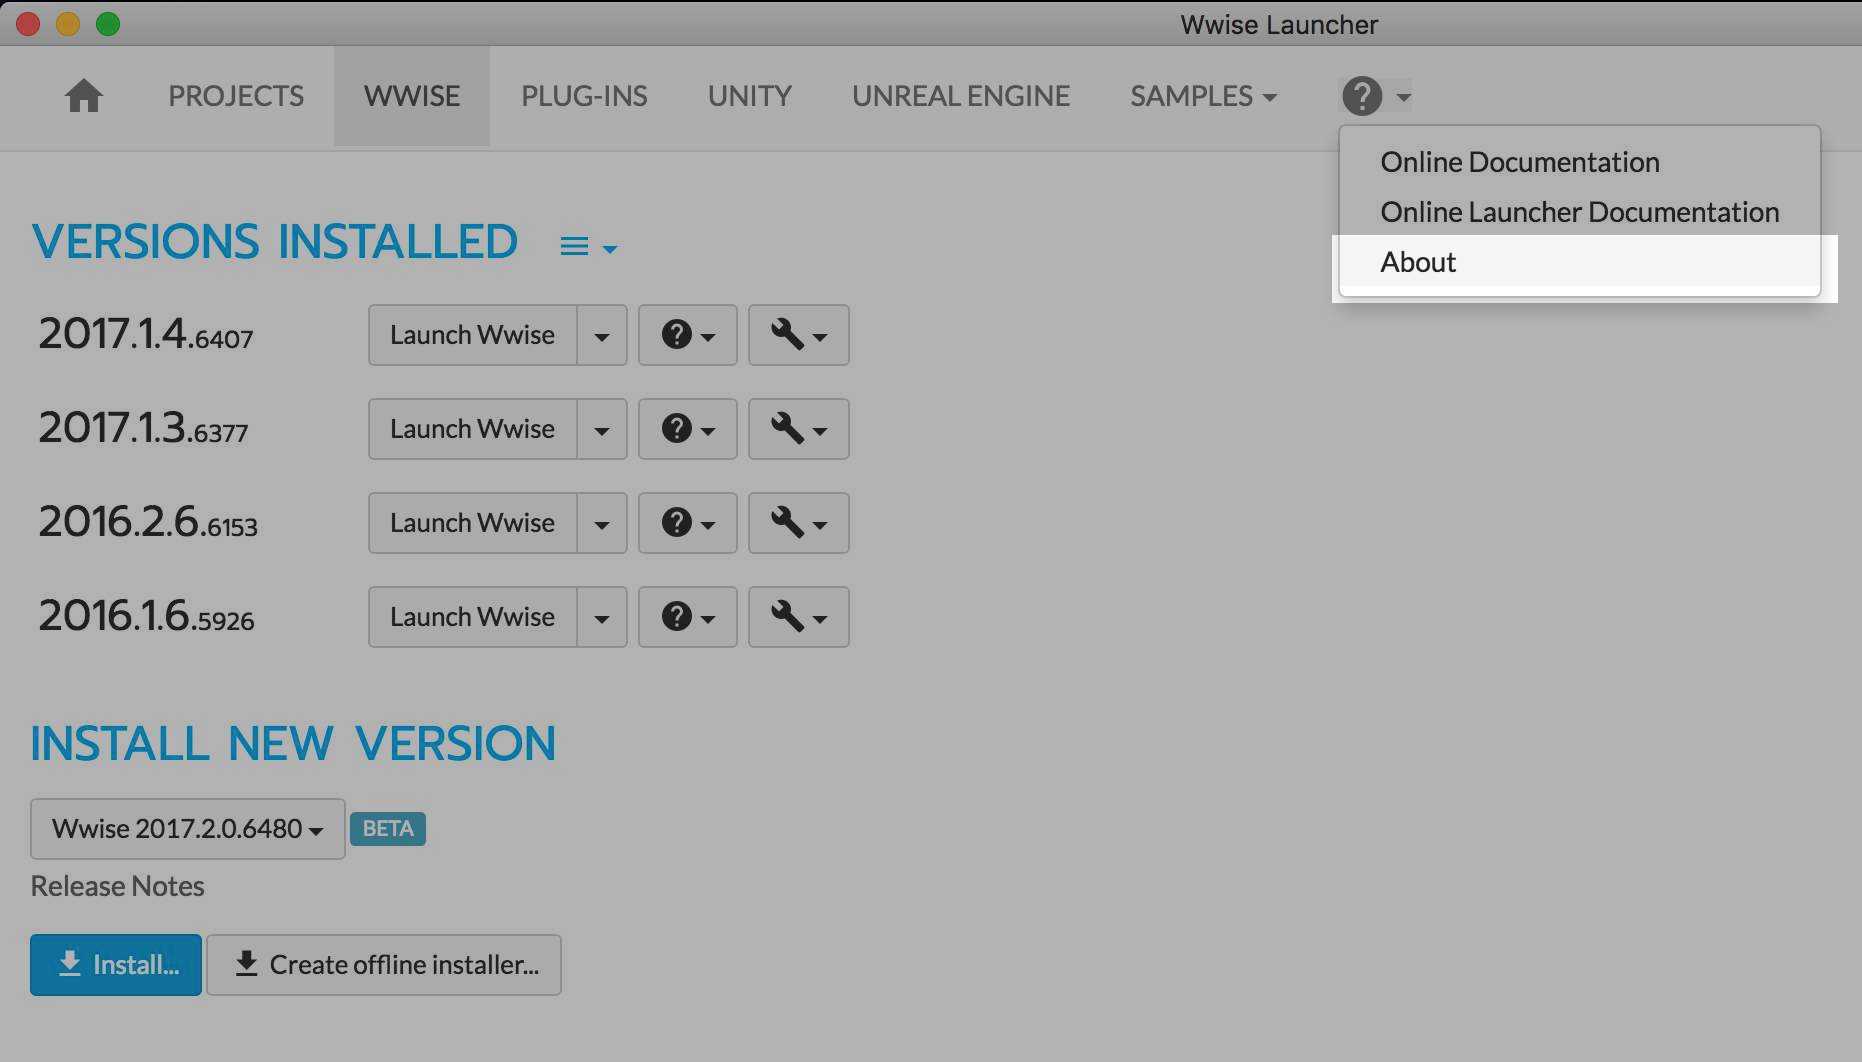 Wwise Launcher
PROJECTS WWISE PLUG-INS UNITY UNREAL ENGINE SAMPLES
Online Documentation
Online Launcher Documentation
About
VERSIONS INSTALLED
2017.1.4.6407 Launch Wwise
2017.1.3.6377 Launch Wwise
2016.2.6.6153 Launch Wwise
2016.1.6.5926 Launch Wwise
INSTALL NEW VERSION
Wwise 2017.2.0.6480 BETA
Release Notes
Install... Create offline installer...